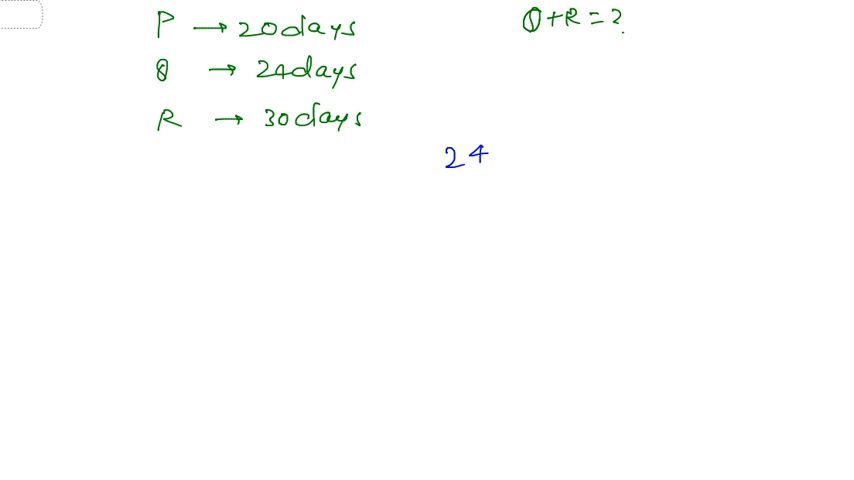 P → 20days
Q → 24days
R → 30days
Q+R = ?
24